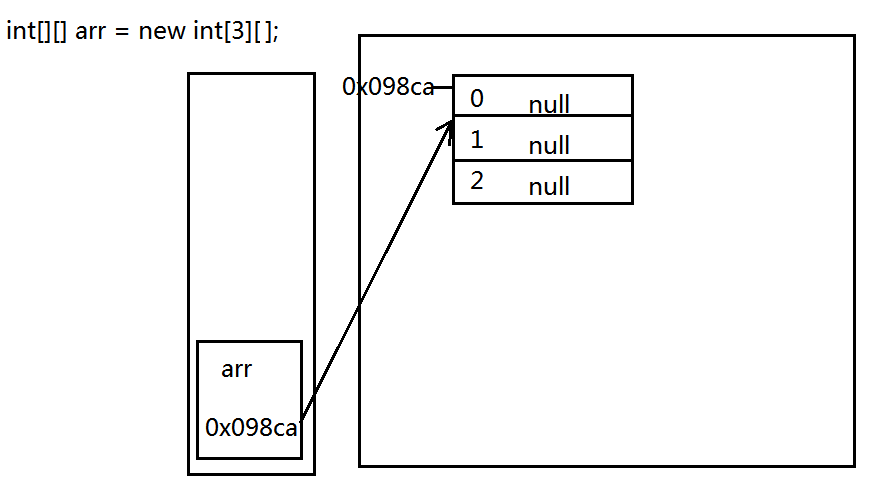 int[][] arr = new int[3][ ];
0x098ca
0 null
1 null
2 null
arr
0x098ca